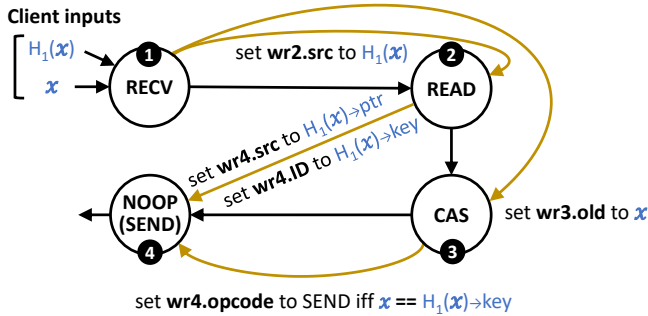 Client inputs
H₁(x)
x
1
RECV
set wr2.src to H₁(x)
2
READ
set wr4.src to H₁(x)→ptr
set wr4.ID to H₁(x)→key
NOOP
(SEND)
4
CAS
3
set wr3.old to x
set wr4.opcode to SEND iff x == H₁(x)→key